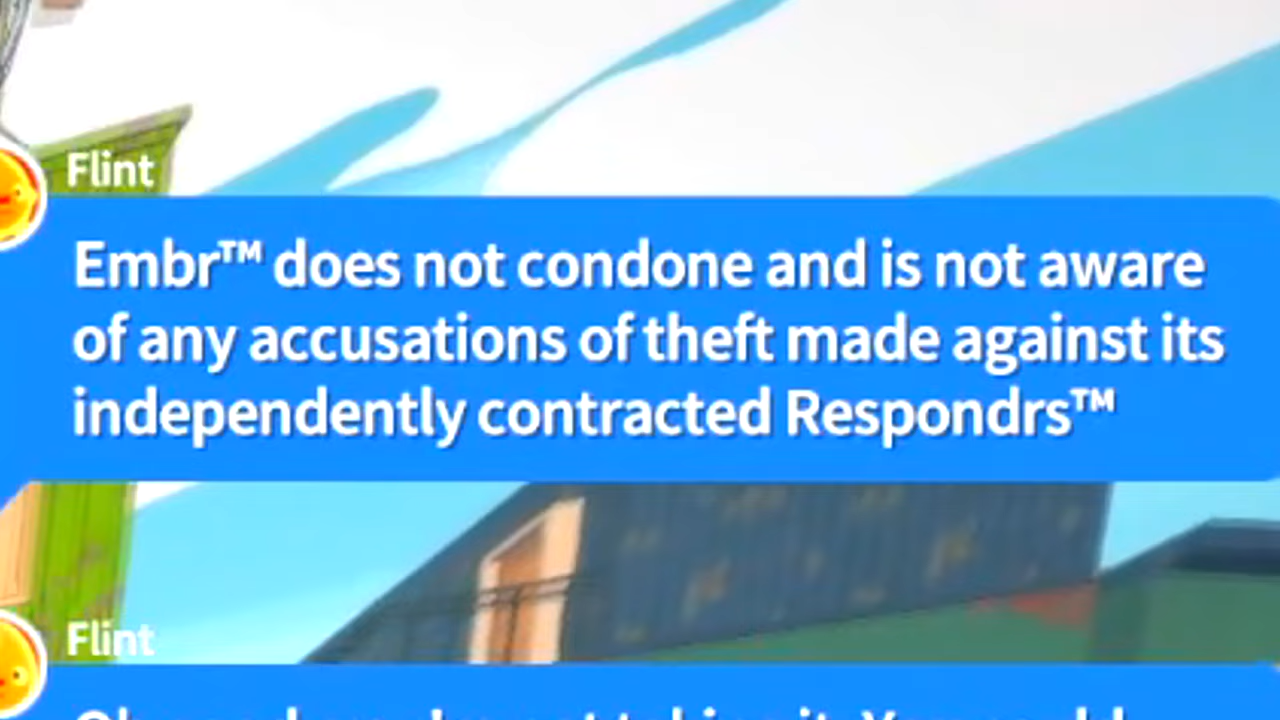 Flint
Embr™ does not condone and is not aware
of any accusations of theft made against its
independently contracted Respondrs™
Flint